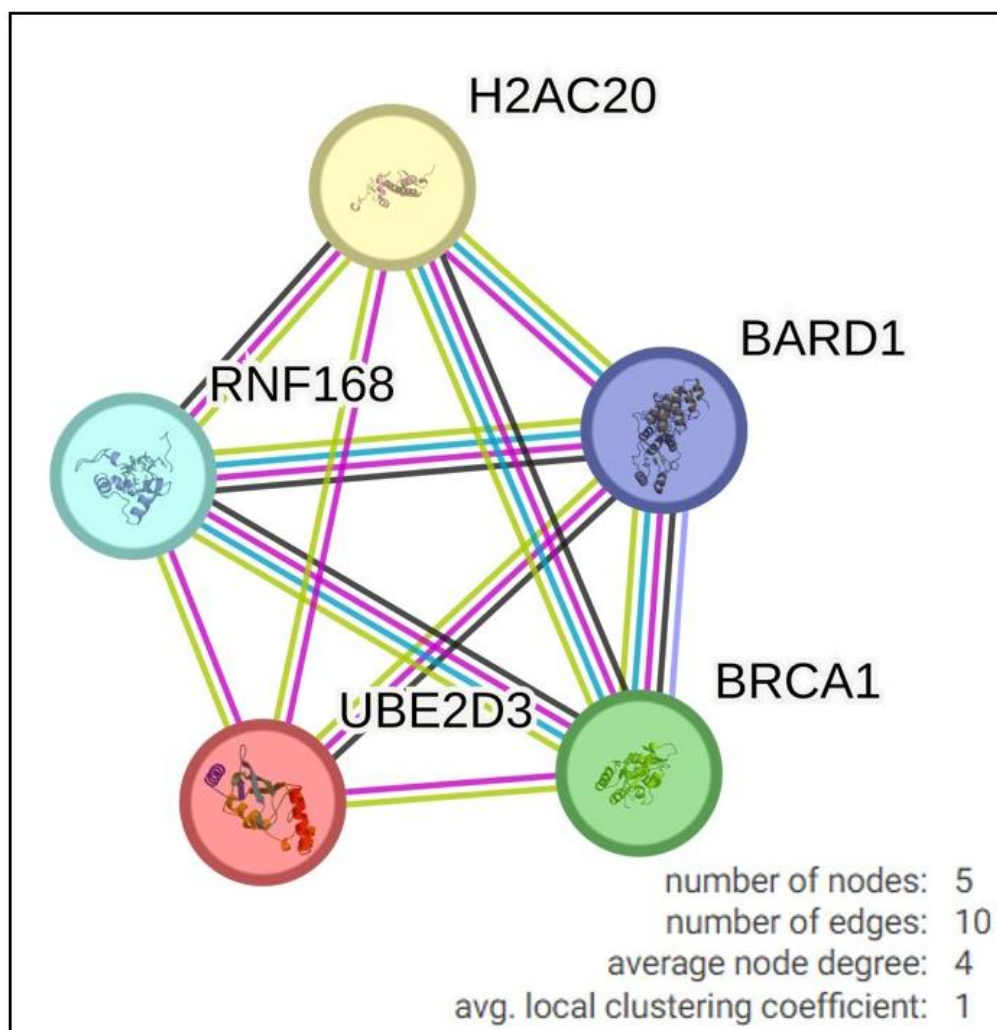 H2AC20
BARD1
RNF168
BRCA1
UBE2D3
number of nodes: 5
number of edges: 10
average node degree: 4
avg. local clustering coefficient: 1